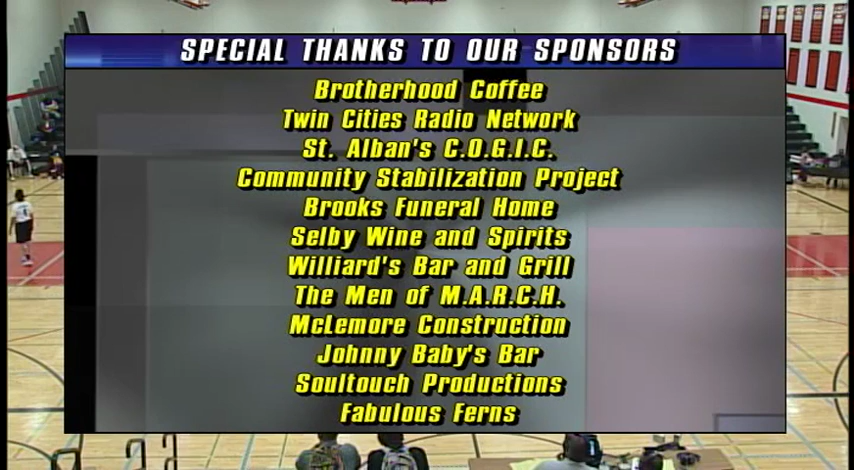 SPECIAL THANKS TO OUR SPONSORS
Brotherhood Coffee
Twin Cities Radio Network
St. Alban's C.O.G.I.C.
Community Stabilization Project
Brooks Funeral Home
Selby Wine and Spirits
Williard's Bar and Grill
The Men of M.A.R.C.H.
McLemore Construction
Johnny Baby's Bar
Soultouch Productions
Fabulous Ferns